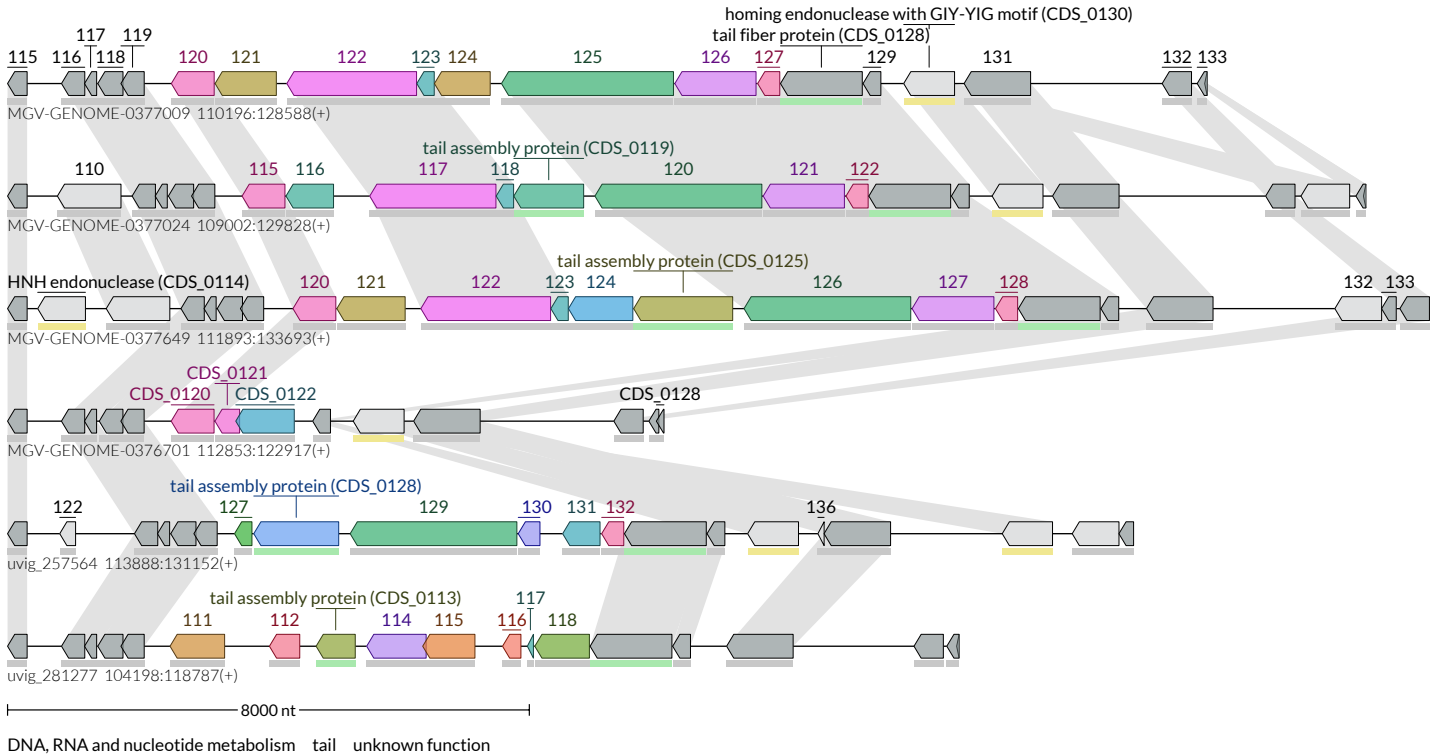 homing endonuclease with GIY-YIG motif (CDS_0130)
117 119 tail fiber protein (CDS_0128)
115 116 118 120 121 122 123 124 125 126 127 129 131 132 133
MGV-GENOME-0377009 110196:128588(+)
tail assembly protein (CDS_0119)
110 115 116 117 118 120 121 122
MGV-GENOME-0377024 109002:129828(+)
tail assembly protein (CDS_0125)
HNH endonuclease (CDS_0114) 120 121 122 123 124 126 127 128 132 133
MGV-GENOME-0377649 111893:133693(+)
CDS_0121
CDS_0120 CDS_0122 CDS_0128
MGV-GENOME-0376701 112853:122917(+)
tail assembly protein (CDS_0128)
122 127 129 130 131 132 136
uvig_257564 113888:131152(+)
tail assembly protein (CDS_0113) 117
111 112 114 115 116 118
uvig_281277 104198:118787(+)
8000 nt
DNA, RNA and nucleotide metabolism tail unknown function